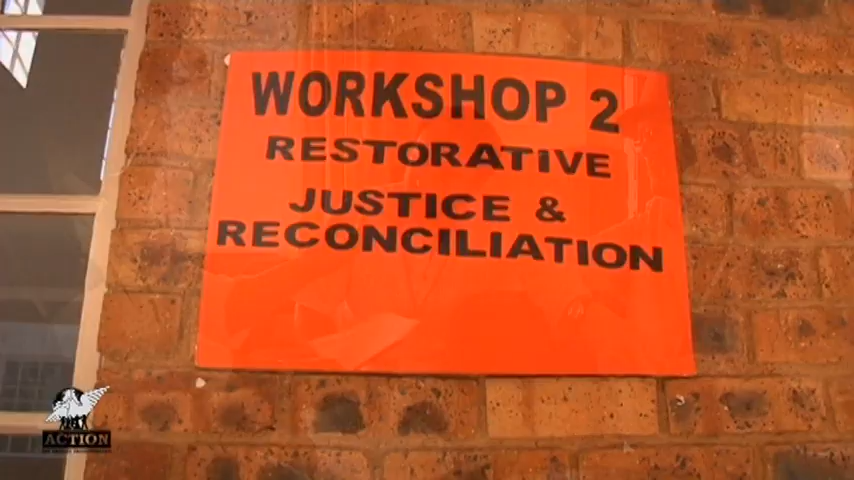 WORKSHOP 2
RESTORATIVE
JUSTICE &
RECONCILIATION
ACTION